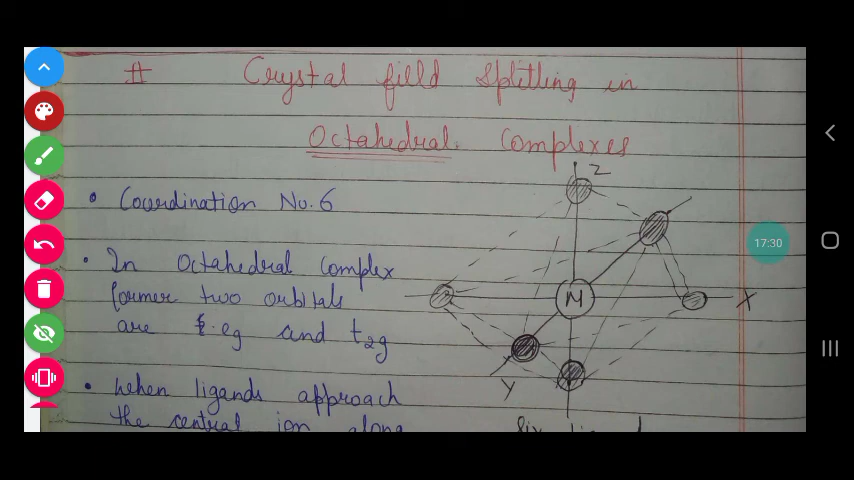 # Crystal field Splitting in
Octahedral Complexes
• Coordination No. 6
• In Octahedral Complex
former two orbitals
are eg and t2g
• When ligands approach
the central ion along
Z
M
X
Y
17:30